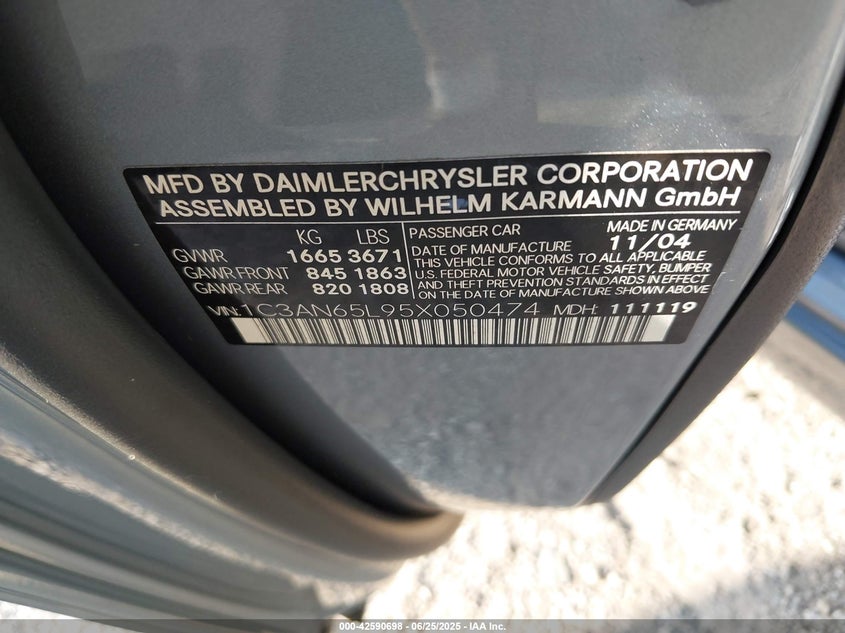 MFD BY DAIMLERCHRYSLER CORPORATION
ASSEMBLED BY WILHELM KARMANN GmbH
KG LBS
GVWR 1665 3671
GAWR FRONT 845 1863
GAWR REAR 820 1808
PASSENGER CAR MADE IN GERMANY
DATE OF MANUFACTURE 11/04
THIS VEHICLE CONFORMS TO ALL APPLICABLE
U.S. FEDERAL MOTOR VEHICLE SAFETY, BUMPER
AND THEFT PREVENTION STANDARDS IN EFFECT
ON THE DATE OF MANUFACTURE SHOWN ABOVE.
VIN: 1C3AN65L95X050474 MDH: 111119
000-42590698 - 06/25/2025 - IAA Inc.